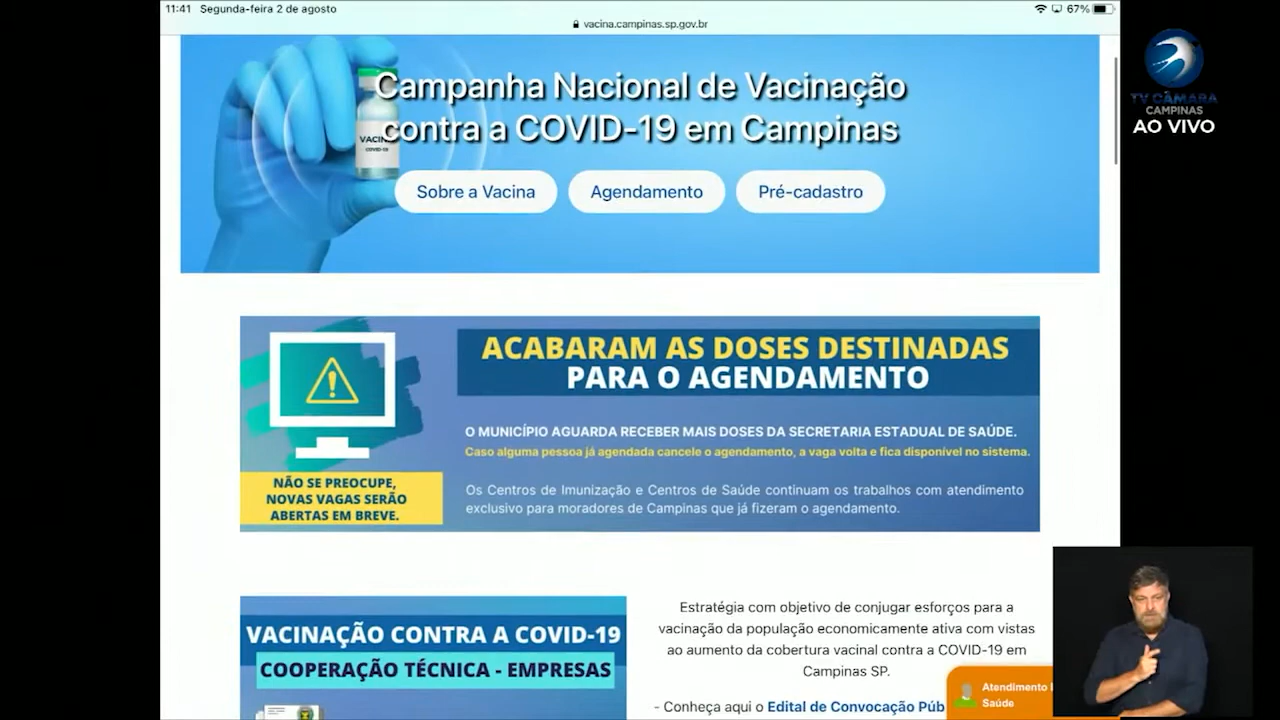 11:41 Segunda-feira 2 de agosto
67%
vacina.campinas.sp.gov.br
Campanha Nacional de Vacinação
contra a COVID-19 em Campinas
VACIN
COVID-19
Sobre a Vacina
Agendamento
Pré-cadastro
TV CÂMARA
CAMPINAS
AO VIVO
ACABARAM AS DOSES DESTINADAS
PARA O AGENDAMENTO
O MUNICÍPIO AGUARDA RECEBER MAIS DOSES DA SECRETARIA ESTADUAL DE SAÚDE.
Caso alguma pessoa já agendada cancele o agendamento, a vaga volta e fica disponível no sistema.
NÃO SE PREOCUPE,
NOVAS VAGAS SERÃO
ABERTAS EM BREVE.
Os Centros de Imunização e Centros de Saúde continuam os trabalhos com atendimento
exclusivo para moradores de Campinas que já fizeram o agendamento.
VACINAÇÃO CONTRA A COVID-19
COOPERAÇÃO TÉCNICA - EMPRESAS
Estratégia com objetivo de conjugar esforços para a
vacinação da população economicamente ativa com vistas
ao aumento da cobertura vacinal contra a COVID-19 em
Campinas SP.
- Conheça aqui o Edital de Convocação Púb
Atendimento
Saúde